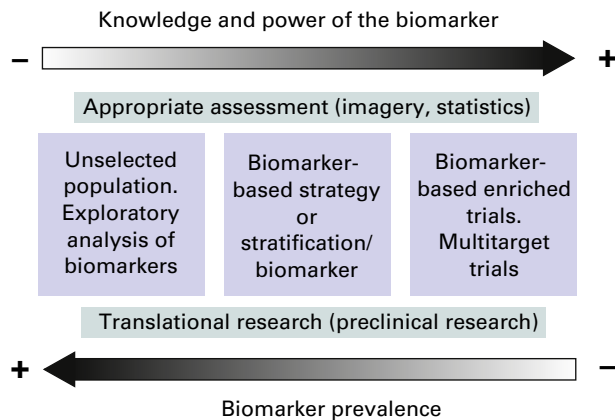 Knowledge and power of the biomarker
– +
Appropriate assessment (imagery, statistics)
Unselected
population.
Exploratory
analysis of
biomarkers
Biomarker-
based strategy
or
stratification/
biomarker
Biomarker-
based enriched
trials.
Multitarget
trials
Translational research (preclinical research)
+ –
Biomarker prevalence